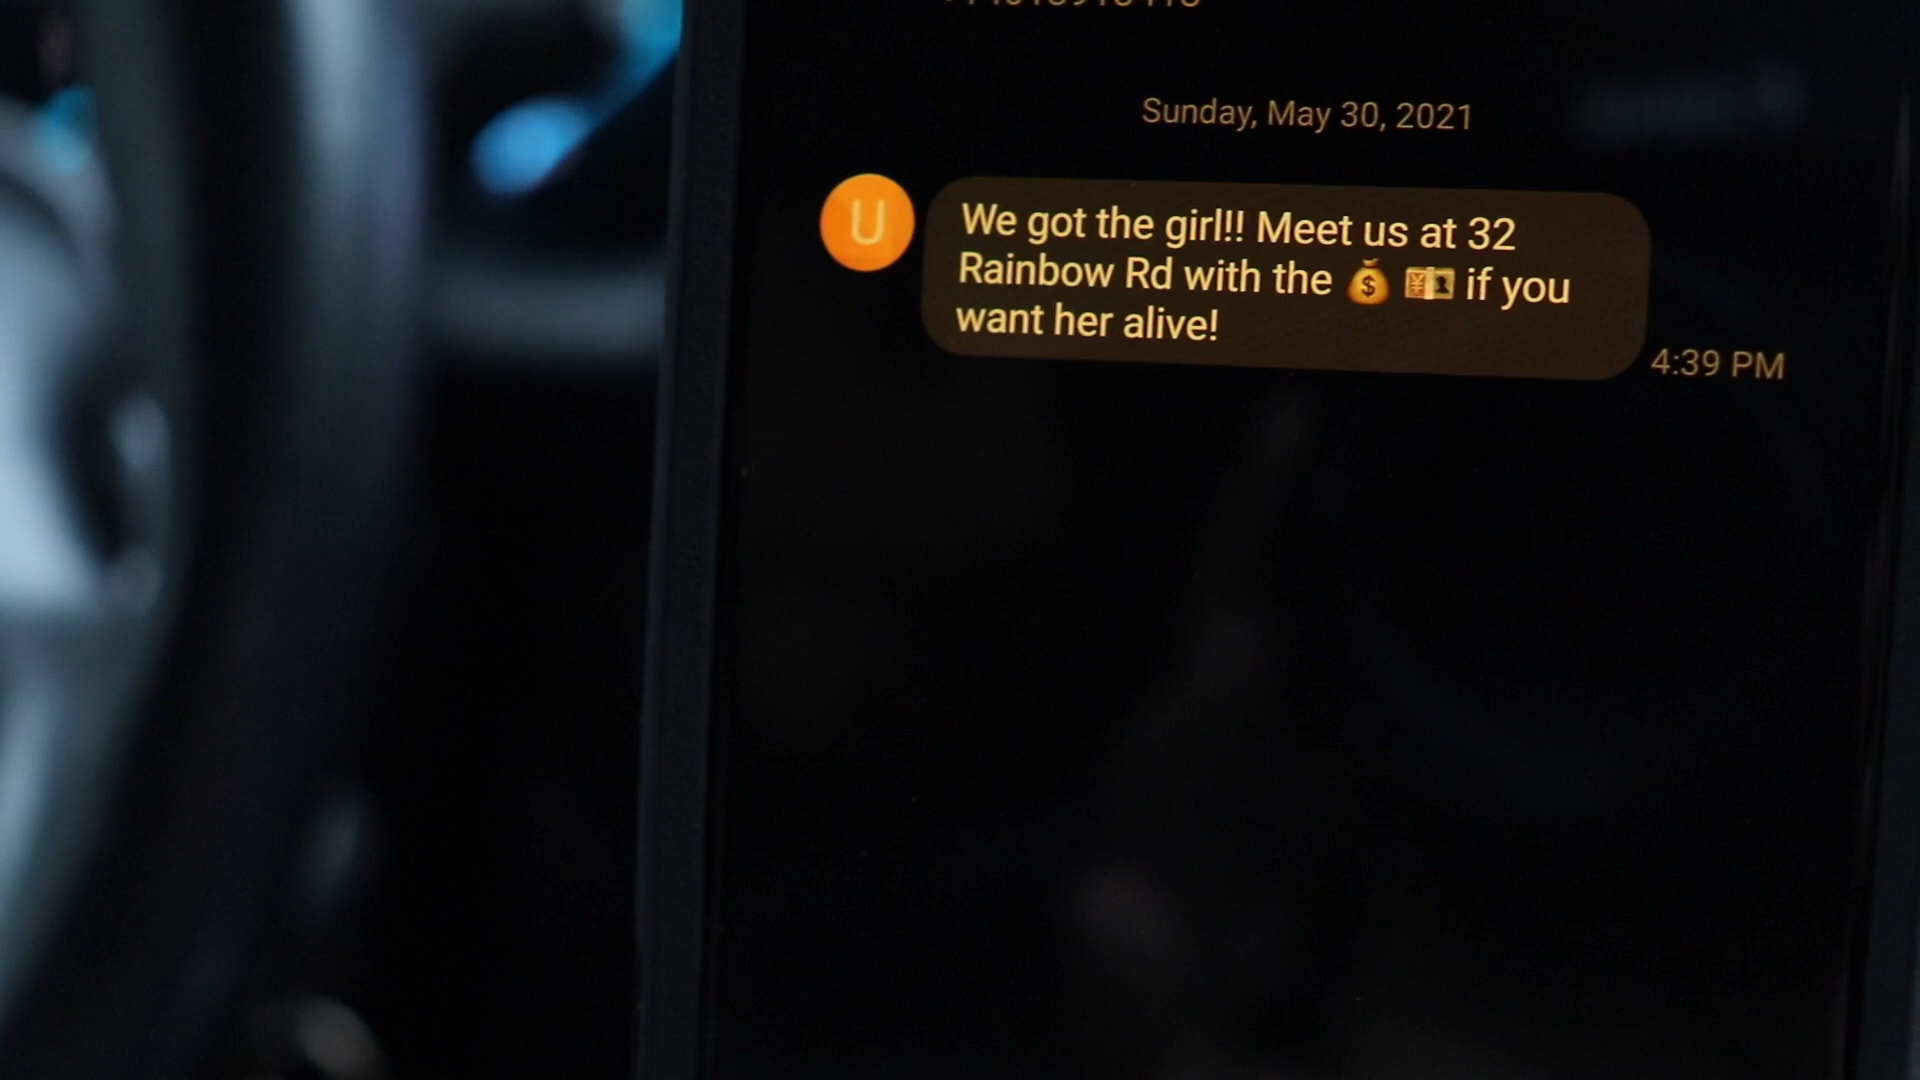 Sunday, May 30, 2021
U
We got the girl!! Meet us at 32
Rainbow Rd with the 💰 💴 if you
want her alive!
4:39 PM